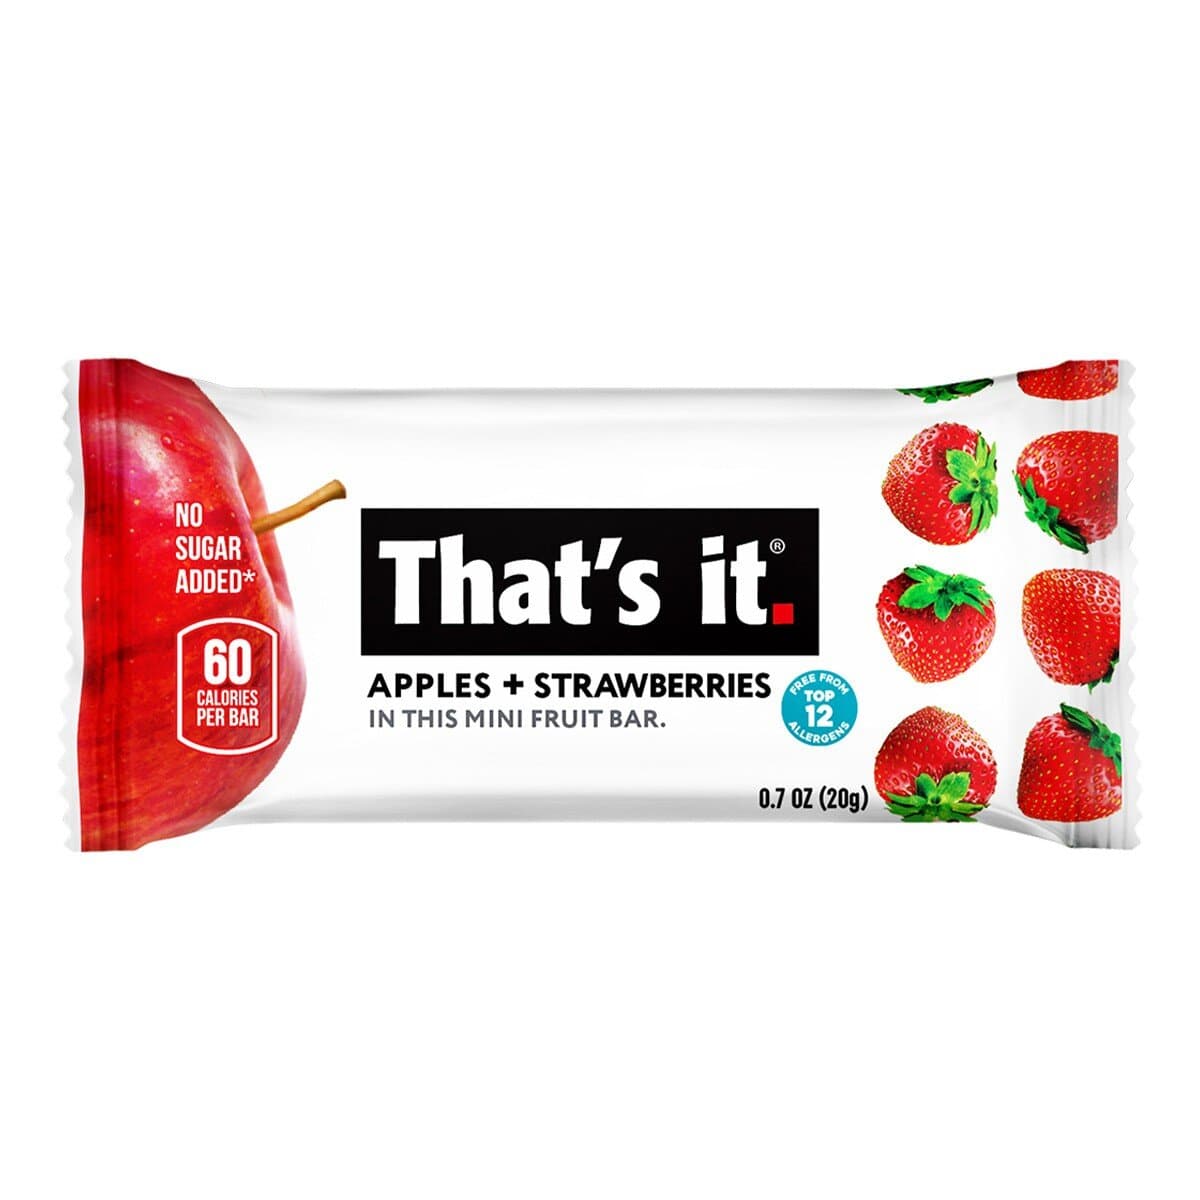 NO
SUGAR
ADDED*
60
CALORIES
PER BAR
That's it.®
APPLES + STRAWBERRIES
IN THIS MINI FRUIT BAR.
FREE FROM
TOP
12
ALLERGENS
0.7 OZ (20g)